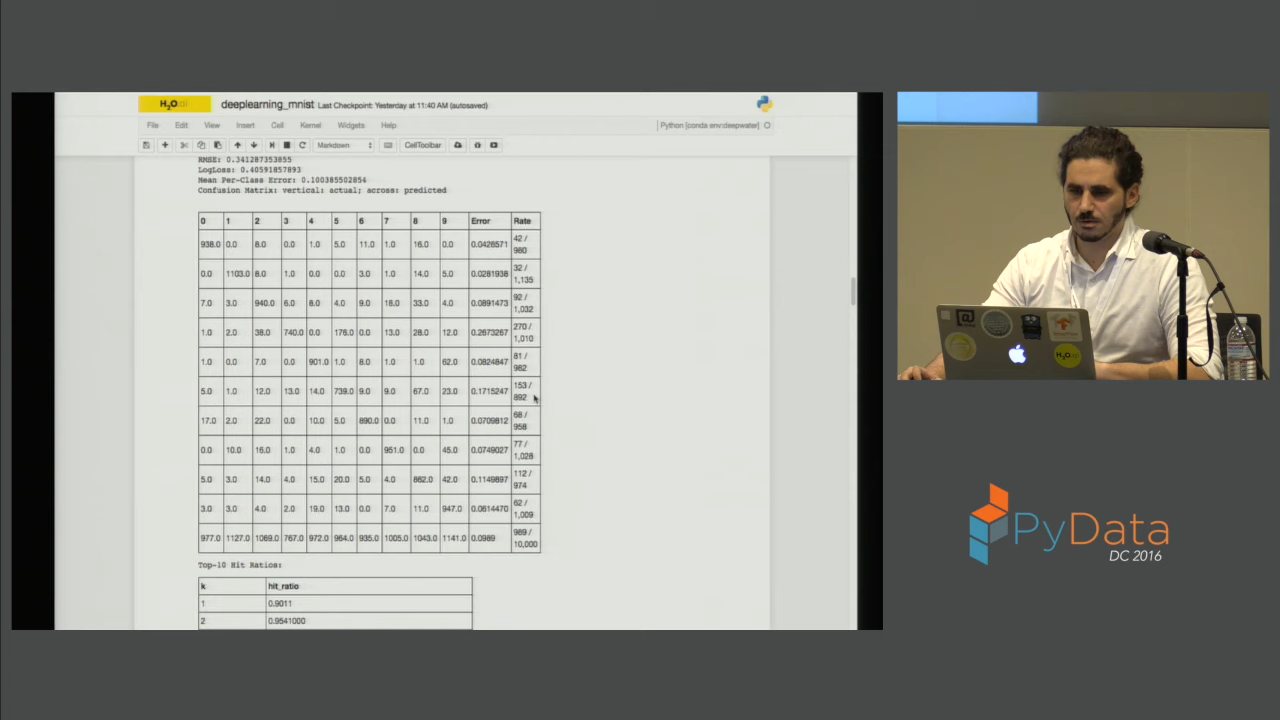 H2O.ai deeplearning_mnist Last Checkpoint: Yesterday at 11:40 AM (autosaved)
File Edit View Insert Cell Kernel Widgets Help Python [conda env:deepwater]
Markdown CellToolbar
RMSE: 0.341287353855
LogLoss: 0.40591857893
Mean Per-Class Error: 0.100385502854
Confusion Matrix: vertical: actual; across: predicted
0 1 2 3 4 5 6 7 8 9 Error Rate
938.0 0.0 8.0 0.0 1.0 5.0 11.0 1.0 16.0 0.0 0.0428571 42 / 980
0.0 1103.0 8.0 1.0 0.0 0.0 3.0 1.0 14.0 5.0 0.0281938 32 / 1,135
7.0 3.0 940.0 6.0 8.0 4.0 9.0 18.0 33.0 4.0 0.0891473 92 / 1,032
1.0 2.0 38.0 740.0 0.0 176.0 0.0 13.0 28.0 12.0 0.2673267 270 / 1,010
1.0 0.0 7.0 0.0 901.0 1.0 8.0 1.0 1.0 62.0 0.0824847 81 / 982
5.0 1.0 12.0 13.0 14.0 739.0 9.0 9.0 67.0 23.0 0.1715247 153 / 892
17.0 2.0 22.0 0.0 10.0 5.0 890.0 0.0 11.0 1.0 0.0709812 68 / 958
0.0 10.0 16.0 1.0 4.0 1.0 0.0 951.0 0.0 45.0 0.0749027 77 / 1,028
5.0 3.0 14.0 4.0 15.0 20.0 5.0 4.0 862.0 42.0 0.1149897 112 / 974
3.0 3.0 4.0 2.0 19.0 13.0 0.0 7.0 11.0 947.0 0.0614470 62 / 1,009
977.0 1127.0 1069.0 767.0 972.0 964.0 935.0 1005.0 1043.0 1141.0 0.0989 989 / 10,000
Top-10 Hit Ratios:
k hit_ratio
1 0.9011
2 0.9541000
PyData
DC 2016